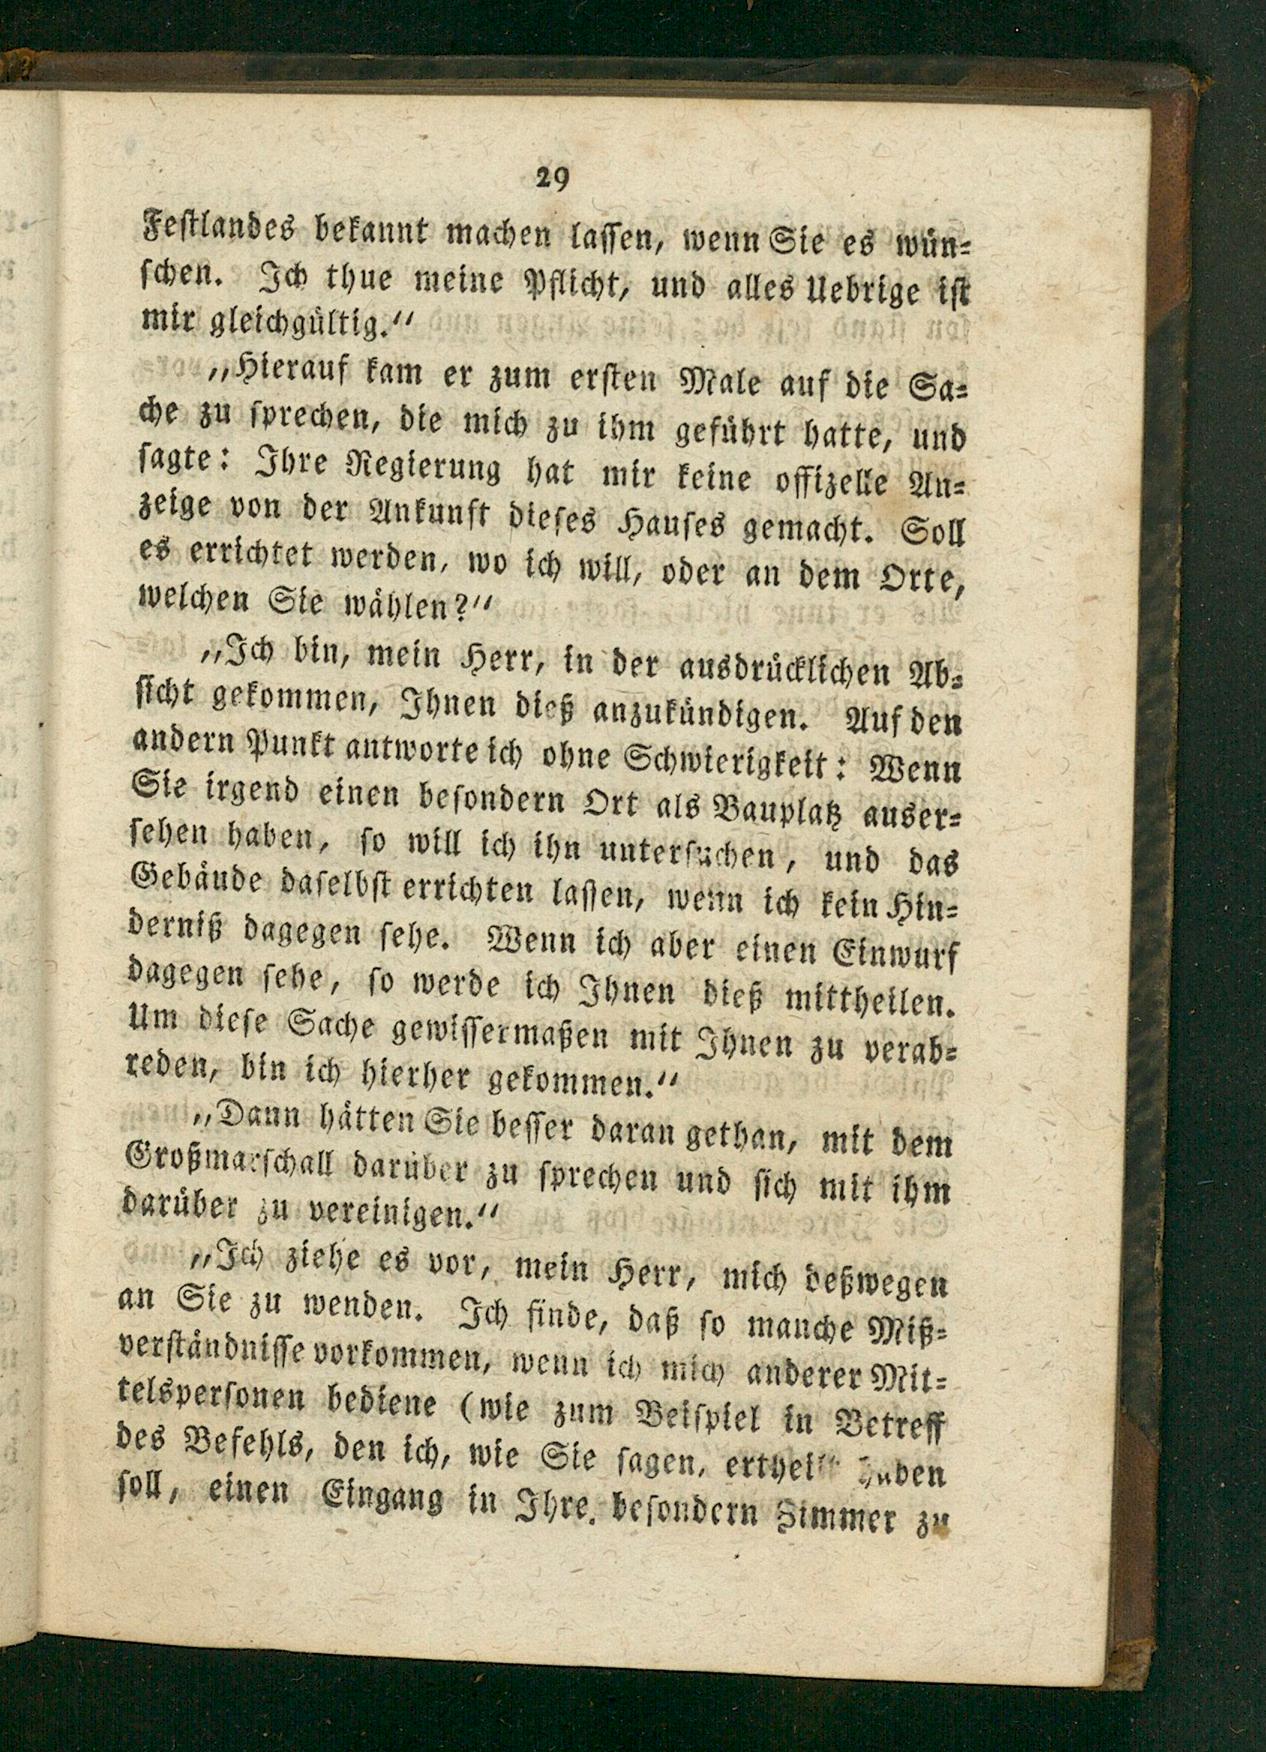 29
Festlandes bekannt machen lassen, wenn Sie es wün-
schen. Ich thue meine Pflicht, und alles Uebrige ist
mir gleichgültig.“
„Hierauf kam er zum ersten Male auf die Sa-
che zu sprechen, die mich zu ihm geführt hatte, und
sagte: Ihre Regierung hat mir keine offizelle An-
zeige von der Ankunft dieses Hauses gemacht. Soll
es errichtet werden, wo ich will, oder an dem Orte,
welchen Sie wählen?“
„Ich bin, mein Herr, in der ausdrücklichen Ab-
sicht gekommen, Ihnen dieß anzukündigen. Auf den
andern Punkt antworte ich ohne Schwierigkeit: Wenn
Sie irgend einen besondern Ort als Bauplatz auser-
sehen haben, so will ich ihn untersuchen, und das
Gebäude daselbst errichten lassen, wenn ich kein Hin-
derniß dagegen sehe. Wenn ich aber einen Einwurf
dagegen sehe, so werde ich Ihnen dieß mittheilen.
Um diese Sache gewissermaßen mit Ihnen zu verab-
reden, bin ich hierher gekommen.“
„Dann hätten Sie besser daran gethan, mit dem
Großmarschall darüber zu sprechen und sich mit ihm
darüber zu vereinigen.“
„Ich ziehe es vor, mein Herr, mich deßwegen
an Sie zu wenden. Ich finde, daß so manche Miß-
verständnisse vorkommen, wenn ich mich anderer Mit-
telspersonen bediene (wie zum Beispiel in Betreff
des Befehls, den ich, wie Sie sagen, ertheilt haben
soll, einen Eingang in Ihre besondern Zimmer zu